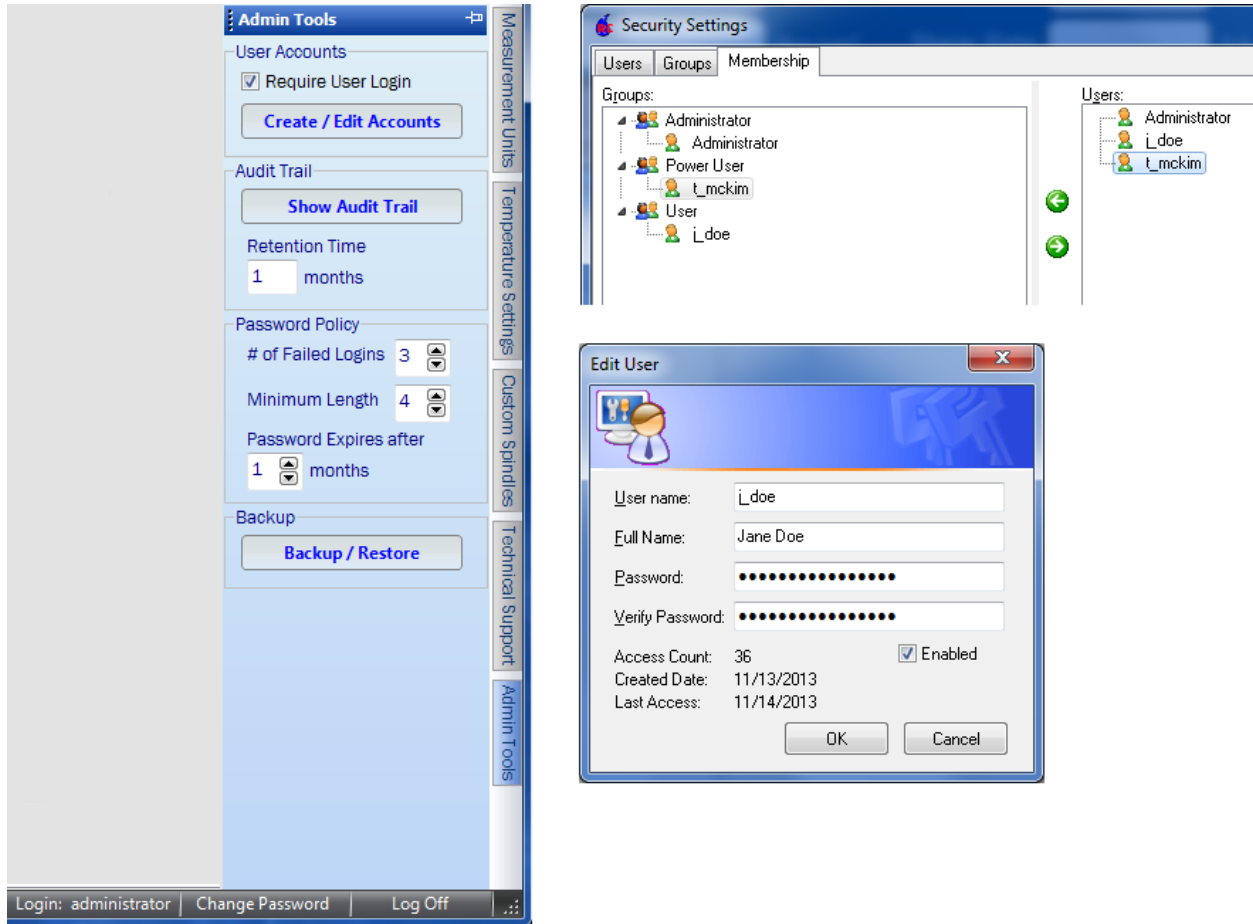 Admin Tools
User Accounts
Require User Login
Create / Edit Accounts
Audit Trail
Show Audit Trail
Retention Time
1 months
Password Policy
# of Failed Logins 3
Minimum Length 4
Password Expires after
1 months
Backup
Backup / Restore
Measurement Units
Temperature Settings
Custom Spindles
Technical Support
Admin Tools
Login: administrator Change Password Log Off
Security Settings
Users Groups Membership
Groups:
Administrator
Administrator
Power User
t_mckim
User
j_doe
Users:
Administrator
j_doe
t_mckim
Edit User
User name: j_doe
Full Name: Jane Doe
Password: ••••••••••••••••
Verify Password: ••••••••••••••••
Access Count: 36
Enabled
Created Date: 11/13/2013
Last Access: 11/14/2013
OK Cancel